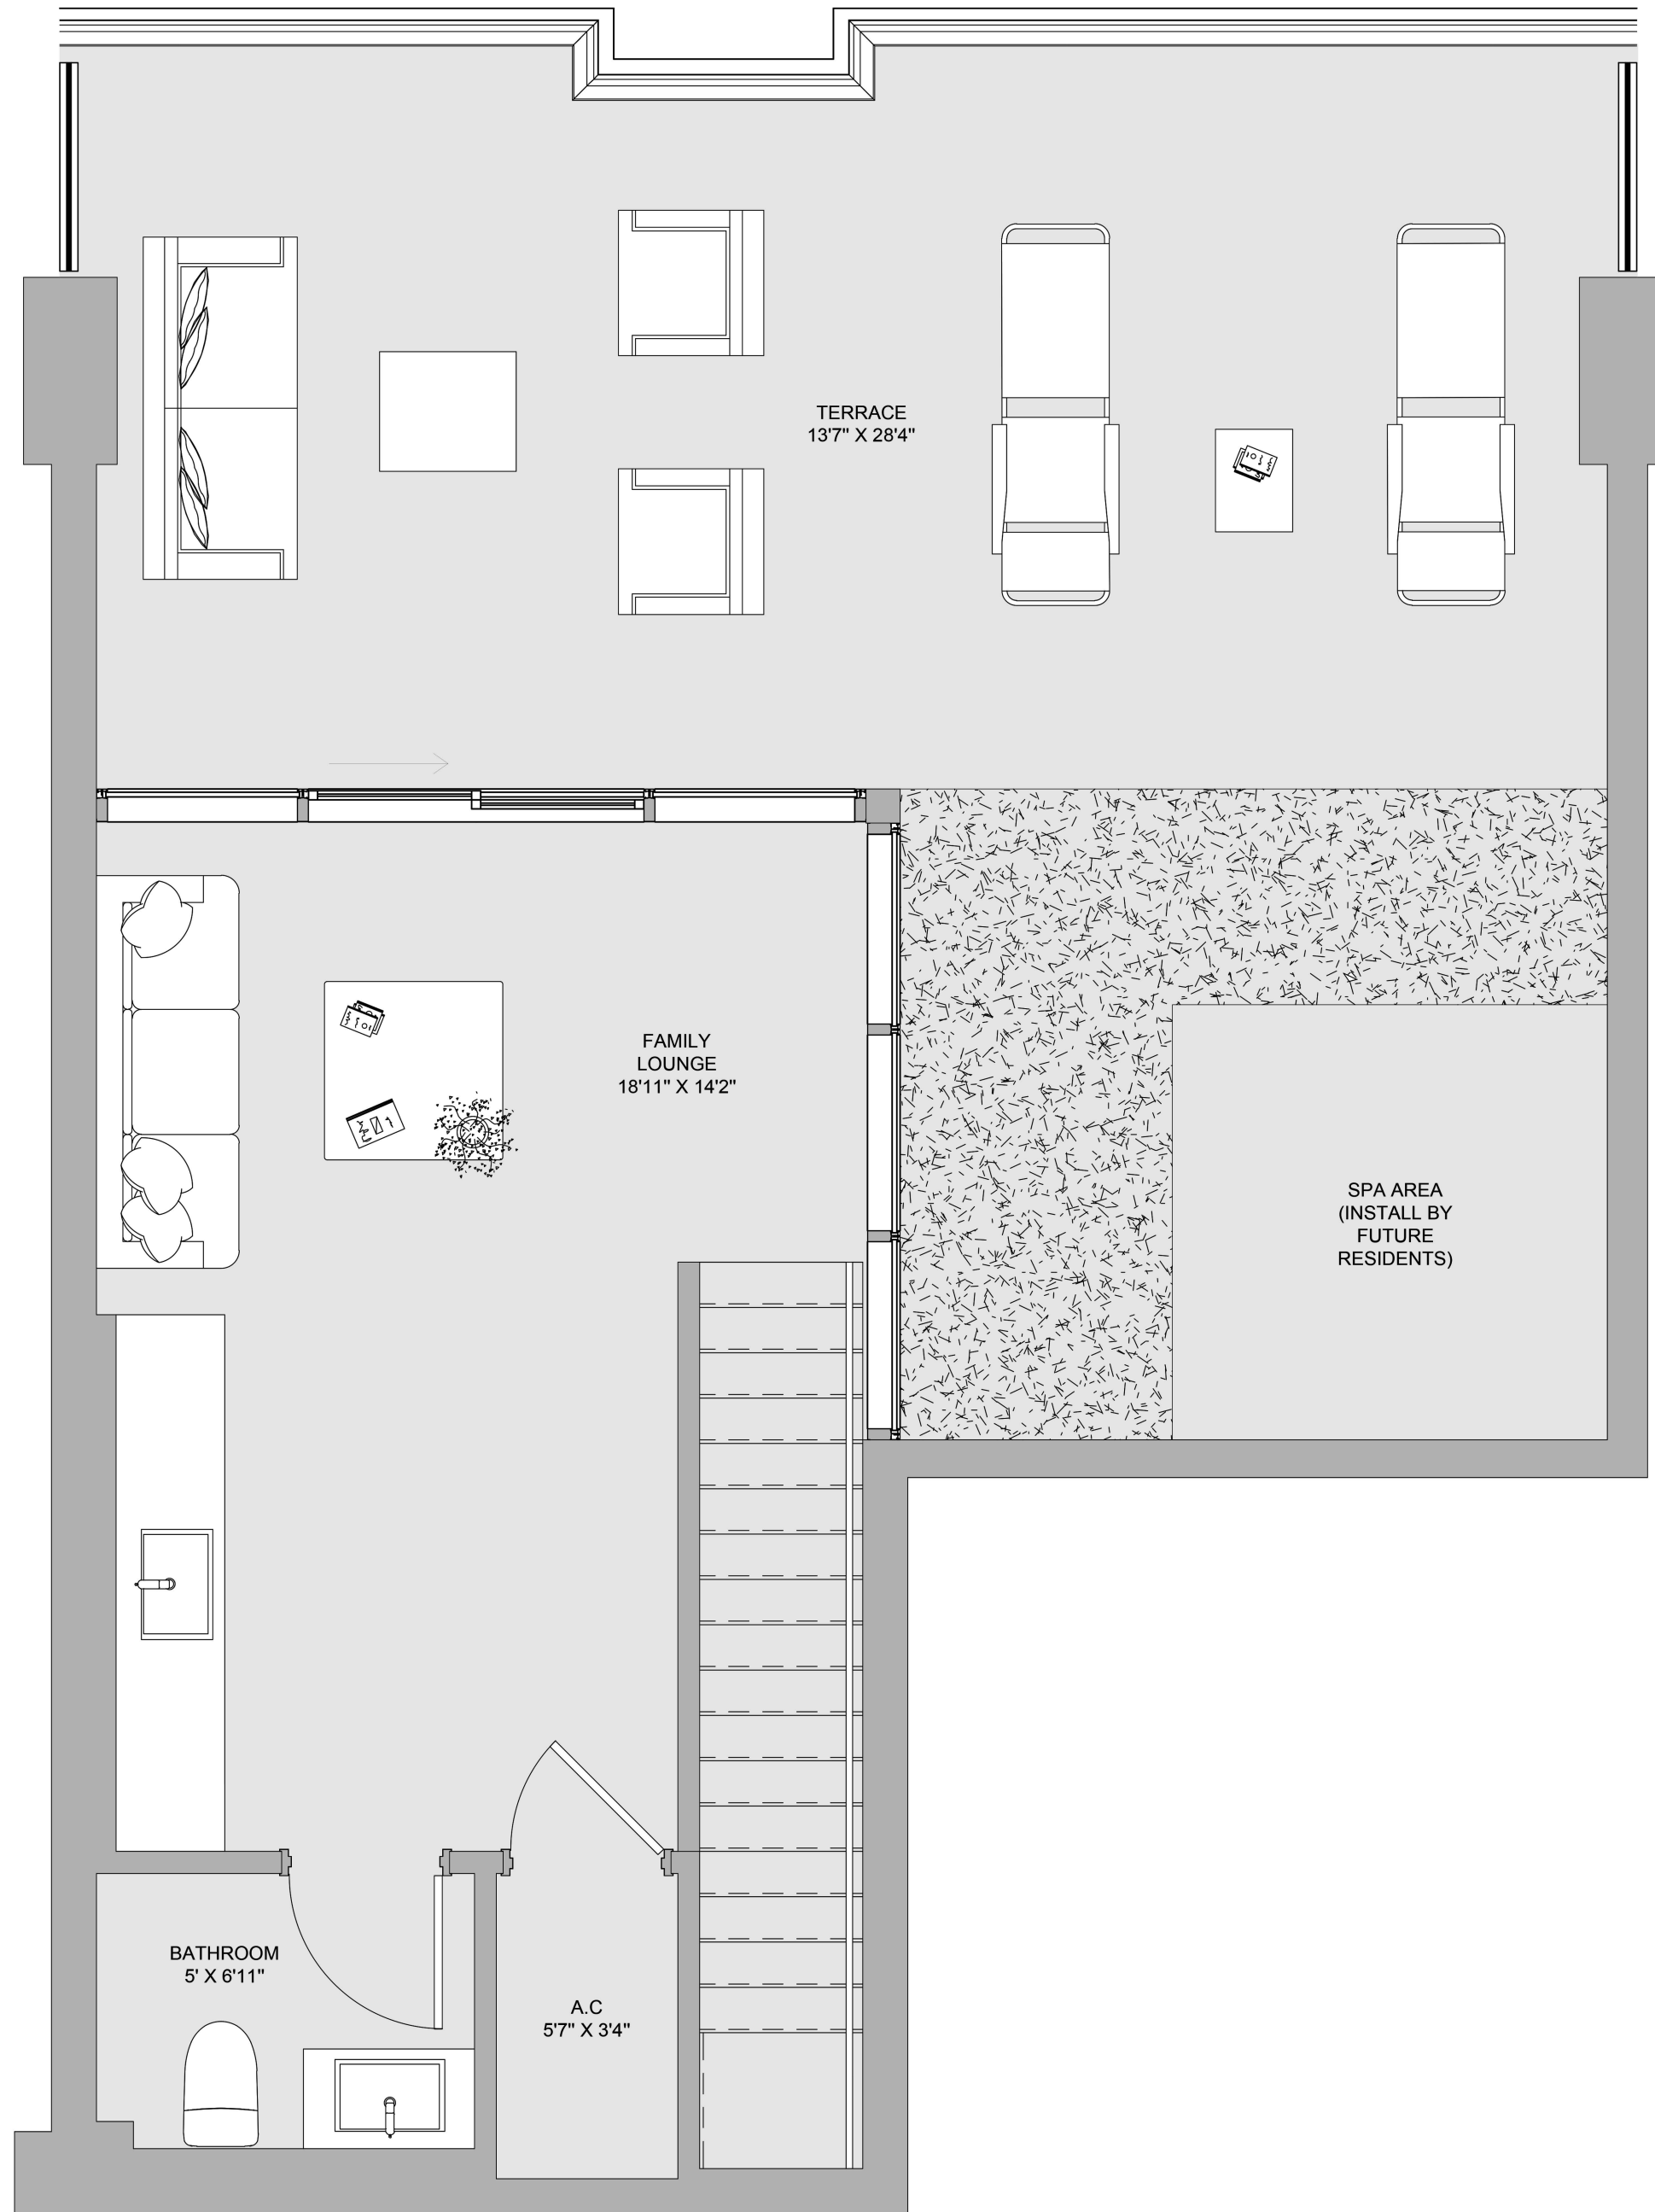 TERRACE
13'7" X 28'4"
FAMILY
LOUNGE
18'11" X 14'2"
SPA AREA
(INSTALL BY
FUTURE
RESIDENTS)
BATHROOM
5' X 6'11"
A.C
5'7" X 3'4"